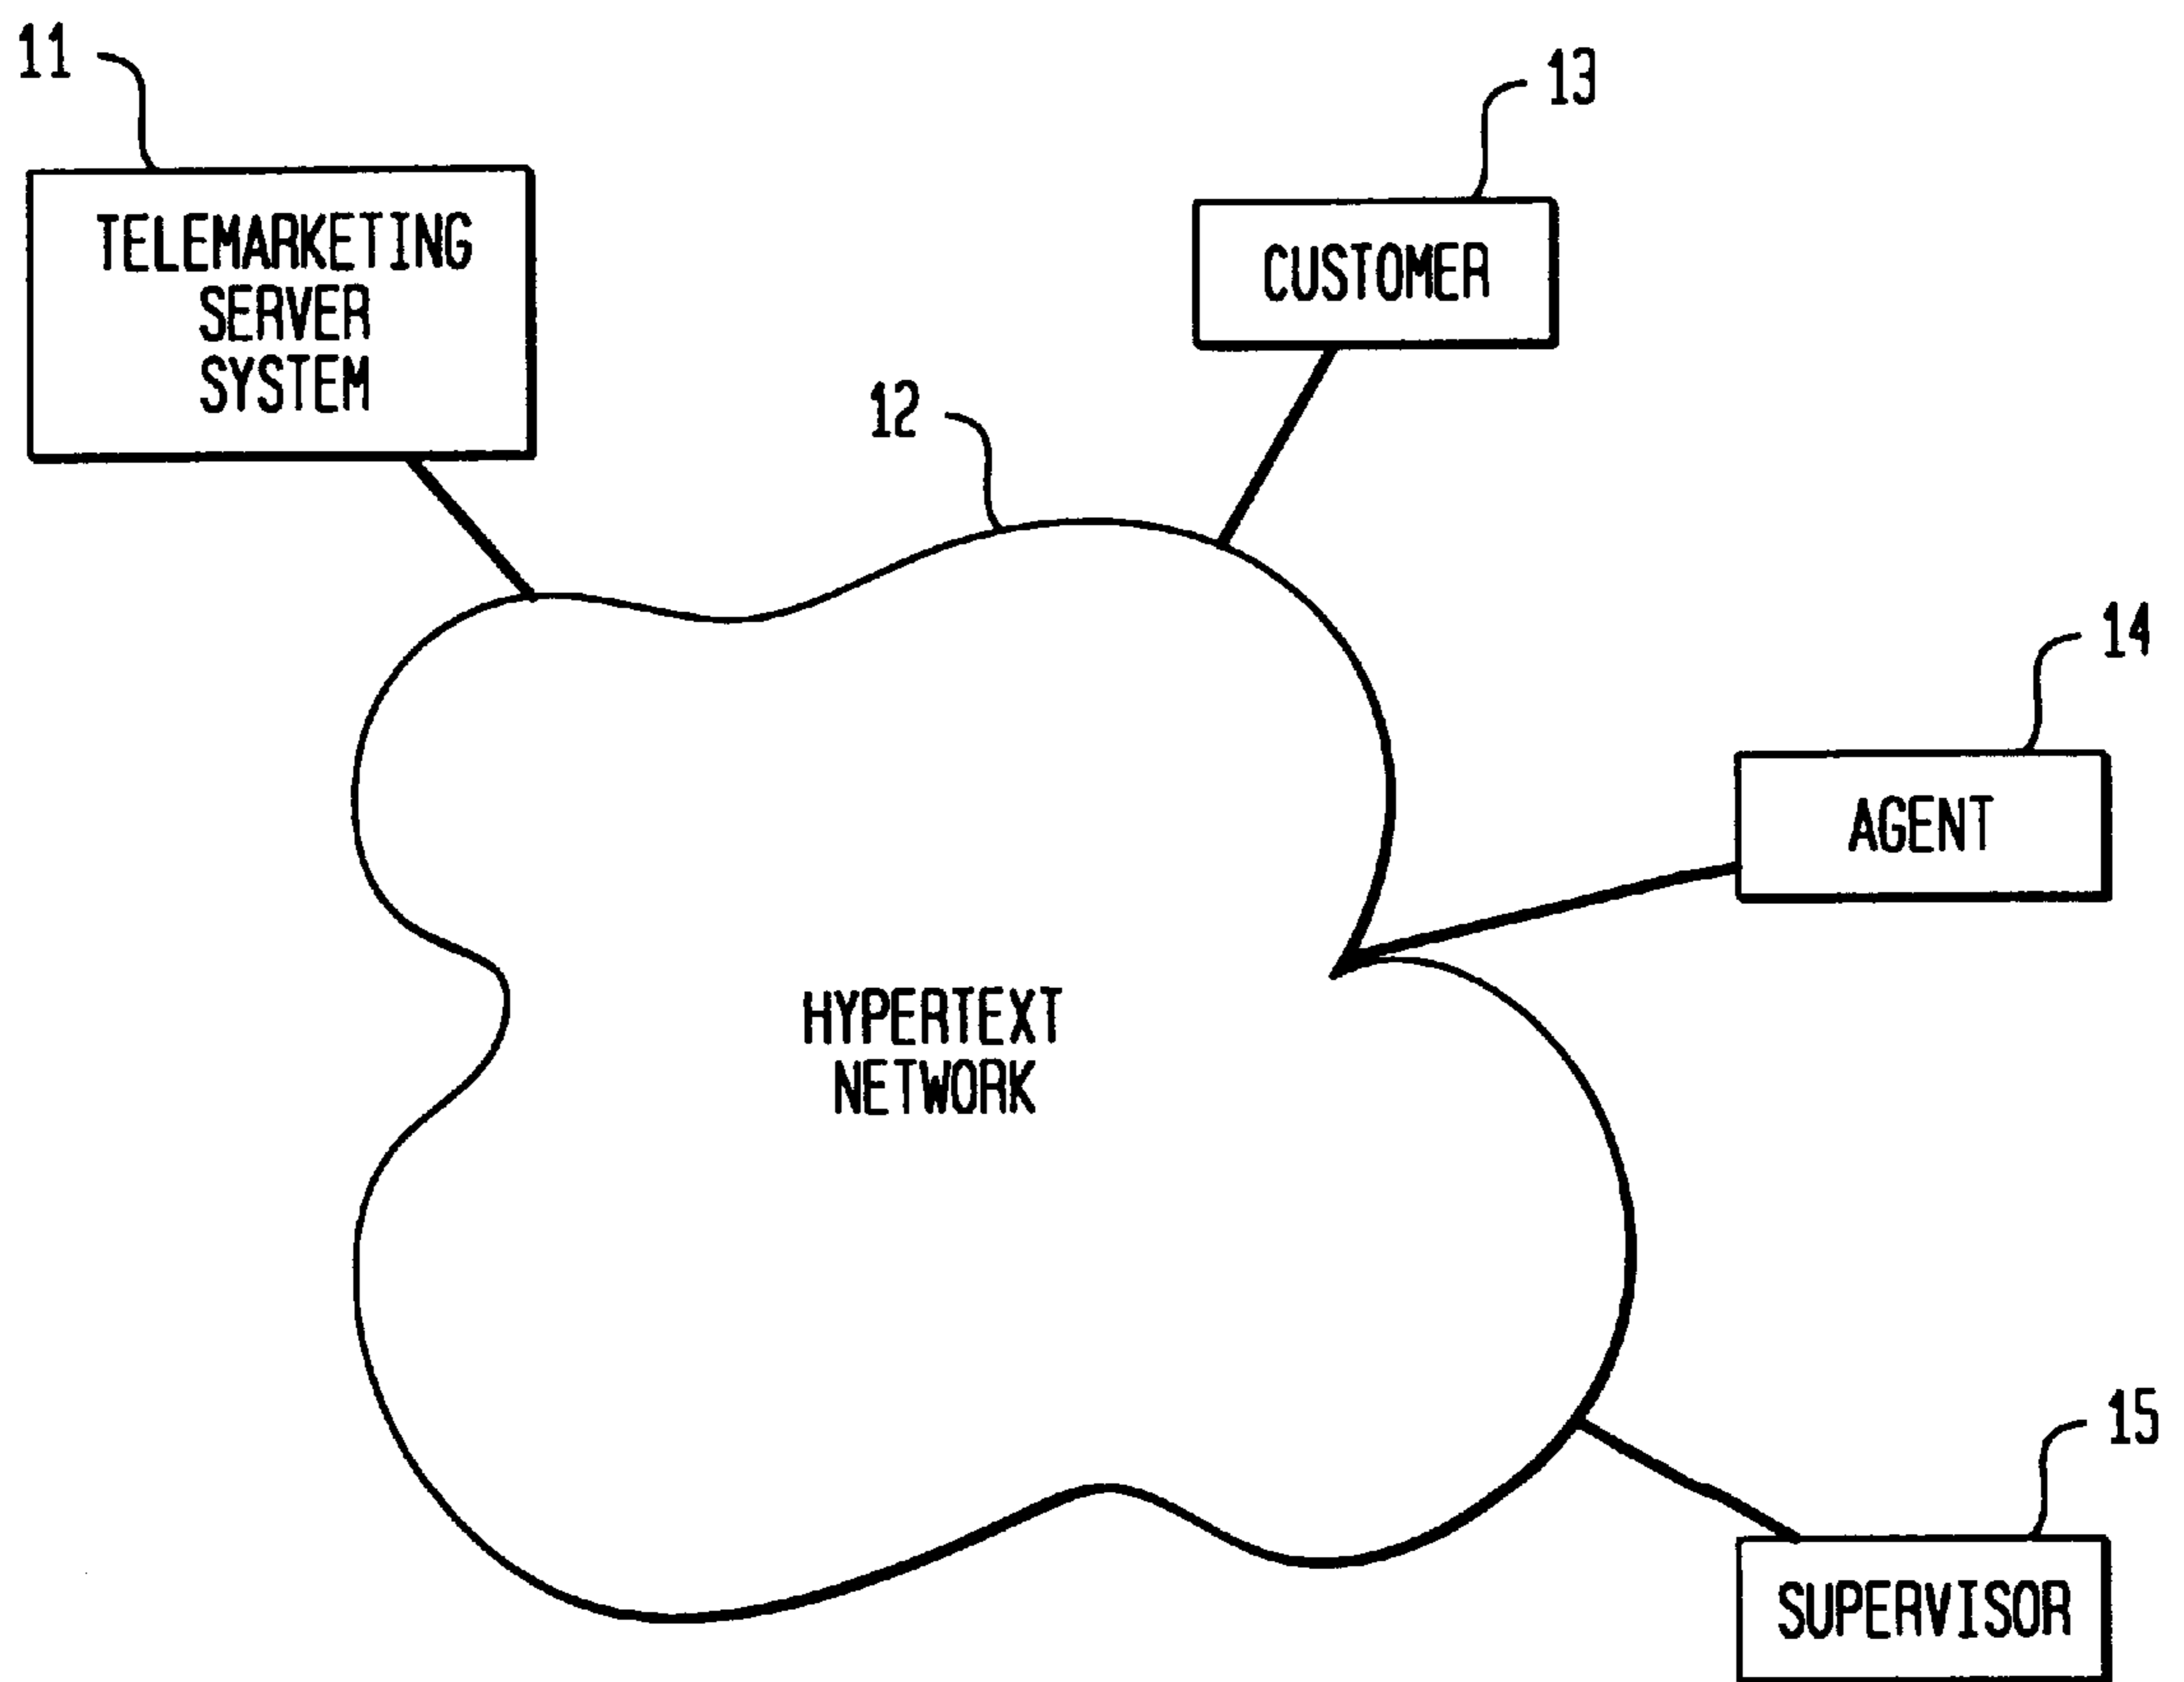 11
TELEMARKETING
SERVER
SYSTEM
13
CUSTOMER
12
14
AGENT
HYPERTEXT
NETWORK
15
SUPERVISOR